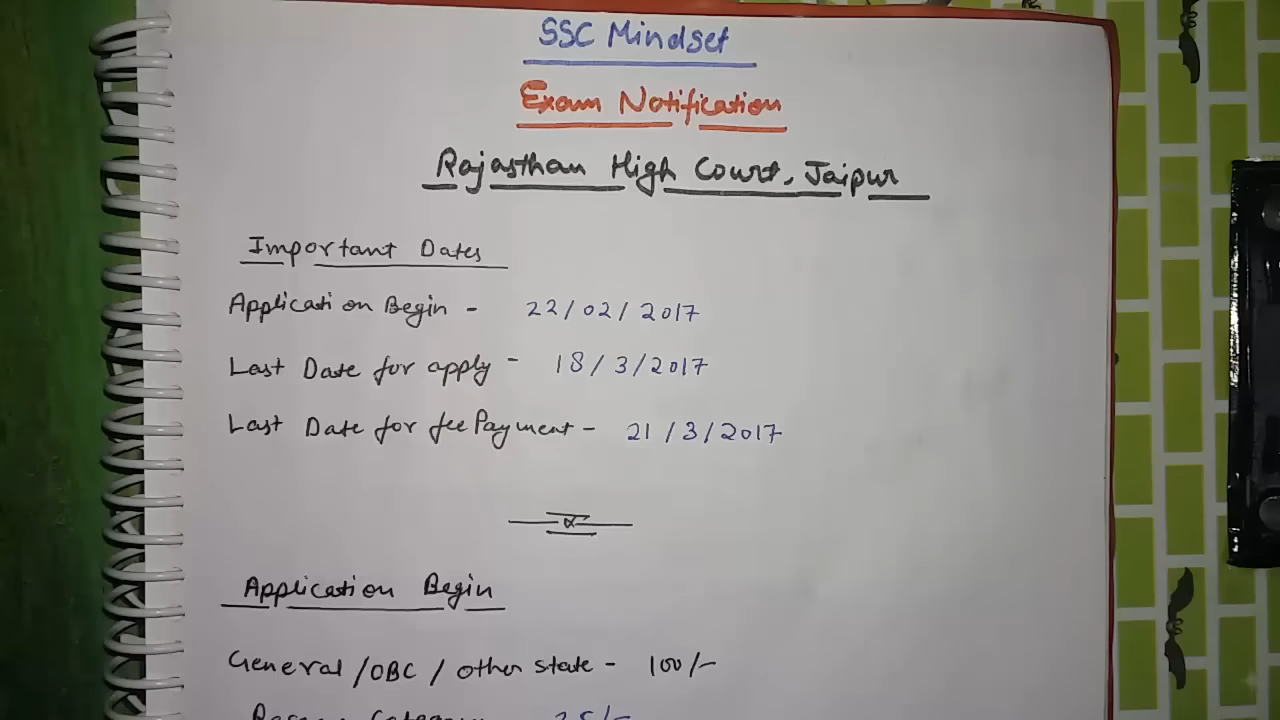 SSC Mindset
Exam Notification
Rajasthan High Court, Jaipur
Important Dates
Application Begin - 22/02/2017
Last Date for apply - 18/3/2017
Last Date for fee Payment - 21/3/2017
Application Begin
General/OBC/other state - 100/-